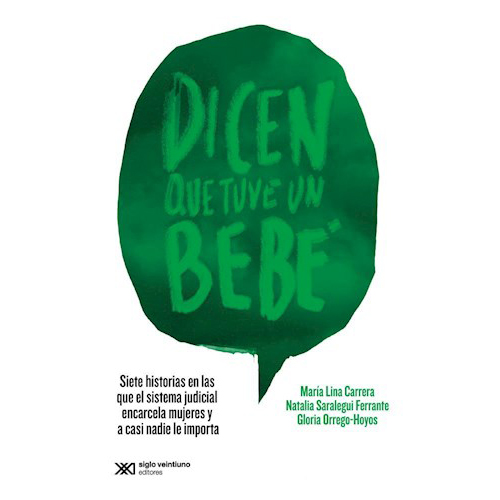 DICEN
QUE TUVE UN
BEBÉ
Siete historias en las
que el sistema judicial
encarcela mujeres y
a casi nadie le importa
María Lina Carrera
Natalia Saralegui Ferrante
Gloria Orrego-Hoyos
siglo veintiuno
editores